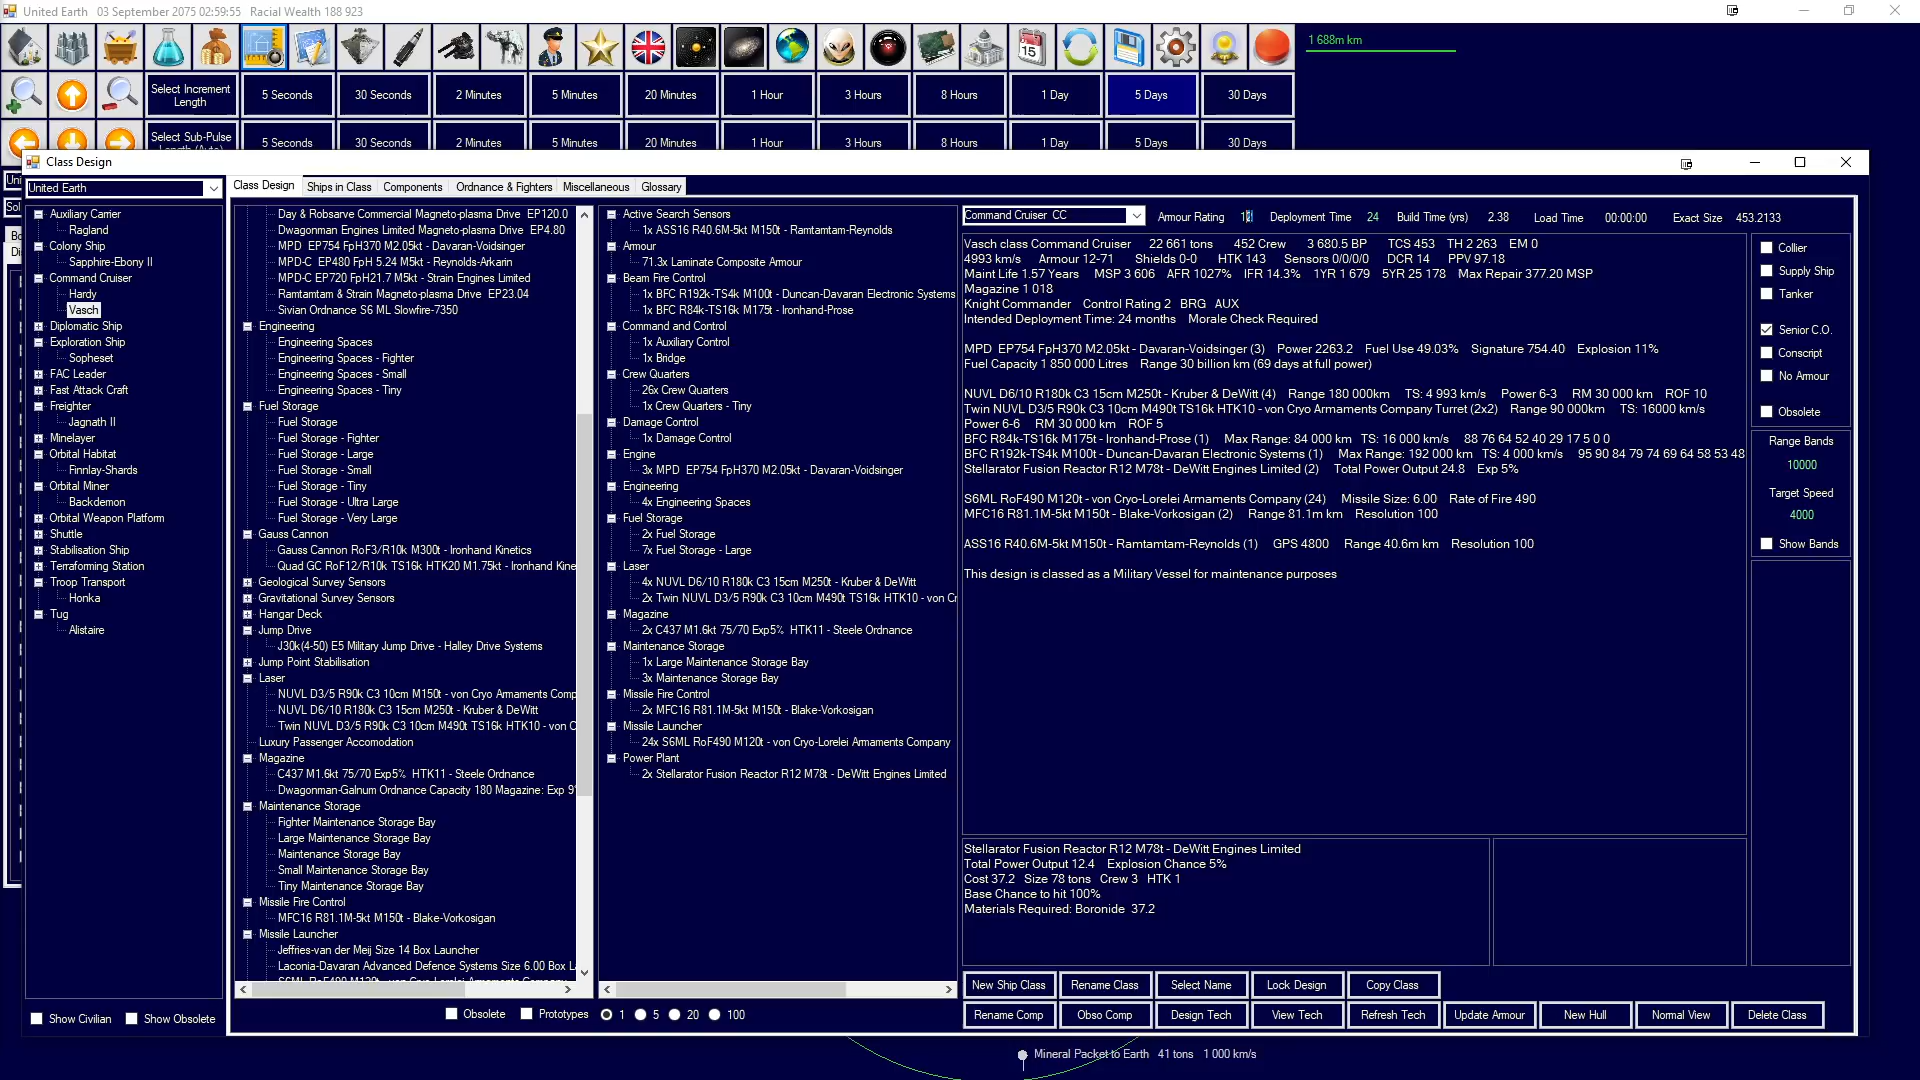 United Earth   03 September 2075 02:59:55   Racial Wealth 188 923
1 688m km
Select Increment Length
5 Seconds
30 Seconds
2 Minutes
5 Minutes
20 Minutes
1 Hour
3 Hours
8 Hours
1 Day
5 Days
30 Days
Select Sub-Pulse
5 Seconds
30 Seconds
2 Minutes
5 Minutes
20 Minutes
1 Hour
3 Hours
8 Hours
1 Day
5 Days
30 Days
Class Design
United Earth
Auxiliary Carrier
Ragland
Colony Ship
Sapphire-Ebony II
Command Cruiser
Hardy
Vasch
Diplomatic Ship
Exploration Ship
Sopheset
FAC Leader
Fast Attack Craft
Freighter
Jagnath II
Minelayer
Orbital Habitat
Finnlay-Shards
Orbital Miner
Backdemon
Orbital Weapon Platform
Shuttle
Stabilisation Ship
Terraforming Station
Troop Transport
Honka
Tug
Alistaire
Show Civilian
Show Obsolete
Class Design
Ships in Class
Components
Ordnance & Fighters
Miscellaneous
Glossary
Day & Robsarve Commercial Magneto-plasma Drive  EP120.0
Dwagonman Engines Limited Magneto-plasma Drive  EP4.80
MPD  EP754 FpH370 M2.05kt - Davaran-Voidsinger
MPD-C  EP480 FpH 5.24 M5kt - Reynolds-Arkarin
MPD-C EP720 FpH21.7 M5kt - Strain Engines Limited
Ramtamtam & Strain Magneto-plasma Drive  EP23.04
Sivian Ordnance S6 ML Slowfire-7350
Engineering
Engineering Spaces
Engineering Spaces - Fighter
Engineering Spaces - Small
Engineering Spaces - Tiny
Fuel Storage
Fuel Storage
Fuel Storage - Fighter
Fuel Storage - Large
Fuel Storage - Small
Fuel Storage - Tiny
Fuel Storage - Ultra Large
Fuel Storage - Very Large
Gauss Cannon
Gauss Cannon RoF3/R10k M300t - Ironhand Kinetics
Quad GC RoF12/R10k TS16k HTK20 M1.75kt - Ironhand Kine
Geological Survey Sensors
Gravitational Survey Sensors
Hangar Deck
Jump Drive
J30k(4-50) E5 Military Jump Drive - Halley Drive Systems
Jump Point Stabilisation
Laser
NUVL D3/5 R90k C3 10cm M150t - von Cryo Armaments Comp
NUVL D6/10 R180k C3 15cm M250t - Kruber & DeWitt
Twin NUVL D3/5 R90k C3 10cm M490t TS16k HTK10 - von C
Luxury Passenger Accomodation
Magazine
C437 M1.6kt 75/70 Exp5%  HTK11 - Steele Ordnance
Dwagonman-Galnum Ordnance Capacity 180 Magazine: Exp 9%
Maintenance Storage
Fighter Maintenance Storage Bay
Large Maintenance Storage Bay
Maintenance Storage Bay
Small Maintenance Storage Bay
Tiny Maintenance Storage Bay
Missile Fire Control
MFC16 R81.1M-5kt M150t - Blake-Vorkosigan
Missile Launcher
Jeffries-van der Meij Size 14 Box Launcher
Laconia-Davaran Advanced Defence Systems Size 6.00 Box La
Obsolete
Prototypes
1
5
20
100
Active Search Sensors
1x ASS16 R40.6M-5kt M150t - Ramtamtam-Reynolds
Armour
71.3x Laminate Composite Armour
Beam Fire Control
1x BFC R192k-TS4k M100t - Duncan-Davaran Electronic Systems
1x BFC R84k-TS16k M175t - Ironhand-Prose
Command and Control
1x Auxiliary Control
1x Bridge
Crew Quarters
26x Crew Quarters
1x Crew Quarters - Tiny
Damage Control
1x Damage Control
Engine
3x MPD  EP754 FpH370 M2.05kt - Davaran-Voidsinger
Engineering
4x Engineering Spaces
Fuel Storage
2x Fuel Storage
7x Fuel Storage - Large
Laser
4x NUVL D6/10 R180k C3 15cm M250t - Kruber & DeWitt
2x Twin NUVL D3/5 R90k C3 10cm M490t TS16k HTK10 - von Cr
Magazine
2x C437 M1.6kt 75/70 Exp5%  HTK11 - Steele Ordnance
Maintenance Storage
1x Large Maintenance Storage Bay
3x Maintenance Storage Bay
Missile Fire Control
2x MFC16 R81.1M-5kt M150t - Blake-Vorkosigan
Missile Launcher
24x S6ML RoF490 M120t - von Cryo-Lorelei Armaments Company
Power Plant
2x Stellarator Fusion Reactor R12 M78t - DeWitt Engines Limited
Command Cruiser  CC
Armour Rating
Deployment Time   24   Build Time (yrs)   2.38   Load Time   00:00:00   Exact Size   453.2133
Vasch class Command Cruiser      22 661 tons      452 Crew      3 680.5 BP      TCS 453    TH 2 263    EM 0
4993 km/s      Armour 12-71      Shields 0-0      HTK 143      Sensors 0/0/0/0      DCR 14      PPV 97.18
Maint Life 1.57 Years     MSP 3 606    AFR 1027%    IFR 14.3%    1YR 1 679    5YR 25 178    Max Repair 377.20 MSP
Magazine 1 018
Knight Commander    Control Rating 2   BRG   AUX
Intended Deployment Time: 24 months    Morale Check Required
MPD  EP754 FpH370 M2.05kt - Davaran-Voidsinger (3)    Power 2263.2    Fuel Use 49.03%    Signature 754.40    Explosion 11%
Fuel Capacity 1 850 000 Litres    Range 30 billion km (69 days at full power)
NUVL D6/10 R180k C3 15cm M250t - Kruber & DeWitt (4)    Range 180 000km     TS: 4 993 km/s     Power 6-3     RM 30 000 km    ROF 10
Twin NUVL D3/5 R90k C3 10cm M490t TS16k HTK10 - von Cryo Armaments Company Turret (2x2)    Range 90 000km     TS: 16000 km/s
Power 6-6     RM 30 000 km    ROF 5
BFC R84k-TS16k M175t - Ironhand-Prose (1)     Max Range: 84 000 km   TS: 16 000 km/s     88 76 64 52 40 29 17 5 0 0
BFC R192k-TS4k M100t - Duncan-Davaran Electronic Systems (1)     Max Range: 192 000 km   TS: 4 000 km/s     95 90 84 79 74 69 64 58 53 48
Stellarator Fusion Reactor R12 M78t - DeWitt Engines Limited (2)    Total Power Output 24.8    Exp 5%
S6ML RoF490 M120t - von Cryo-Lorelei Armaments Company (24)     Missile Size: 6.00    Rate of Fire 490
MFC16 R81.1M-5kt M150t - Blake-Vorkosigan (2)     Range 81.1m km    Resolution 100
ASS16 R40.6M-5kt M150t - Ramtamtam-Reynolds (1)     GPS 4800     Range 40.6m km    Resolution 100
This design is classed as a Military Vessel for maintenance purposes
Stellarator Fusion Reactor R12 M78t - DeWitt Engines Limited
Total Power Output 12.4    Explosion Chance 5%
Cost 37.2   Size 78 tons   Crew 3   HTK 1
Base Chance to hit 100%
Materials Required: Boronide  37.2
Collier
Supply Ship
Tanker
Senior C.O.
Conscript
No Armour
Obsolete
Range Bands
10000
Target Speed
4000
Show Bands
New Ship Class
Rename Class
Select Name
Lock Design
Copy Class
Rename Comp
Obso Comp
Design Tech
View Tech
Refresh Tech
Update Armour
New Hull
Normal View
Delete Class
Mineral Packet to Earth   41 tons   1 000 km/s